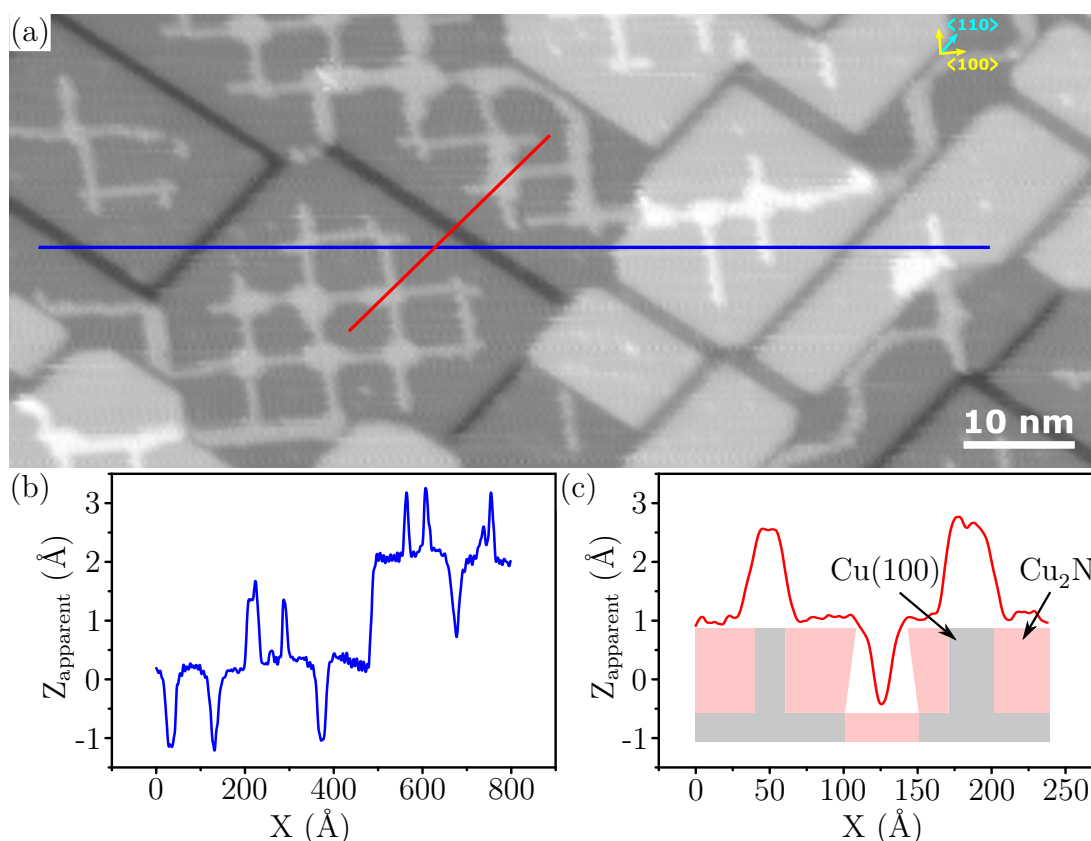 (a)
⟨110⟩
⟨100⟩
10 nm
(b)
Z_apparent (Å)
3
2
1
0
-1
0 200 400 600 800
X (Å)
(c)
Z_apparent (Å)
3
2
1
0
-1
Cu(100)
Cu₂N
0 50 100 150 200 250
X (Å)